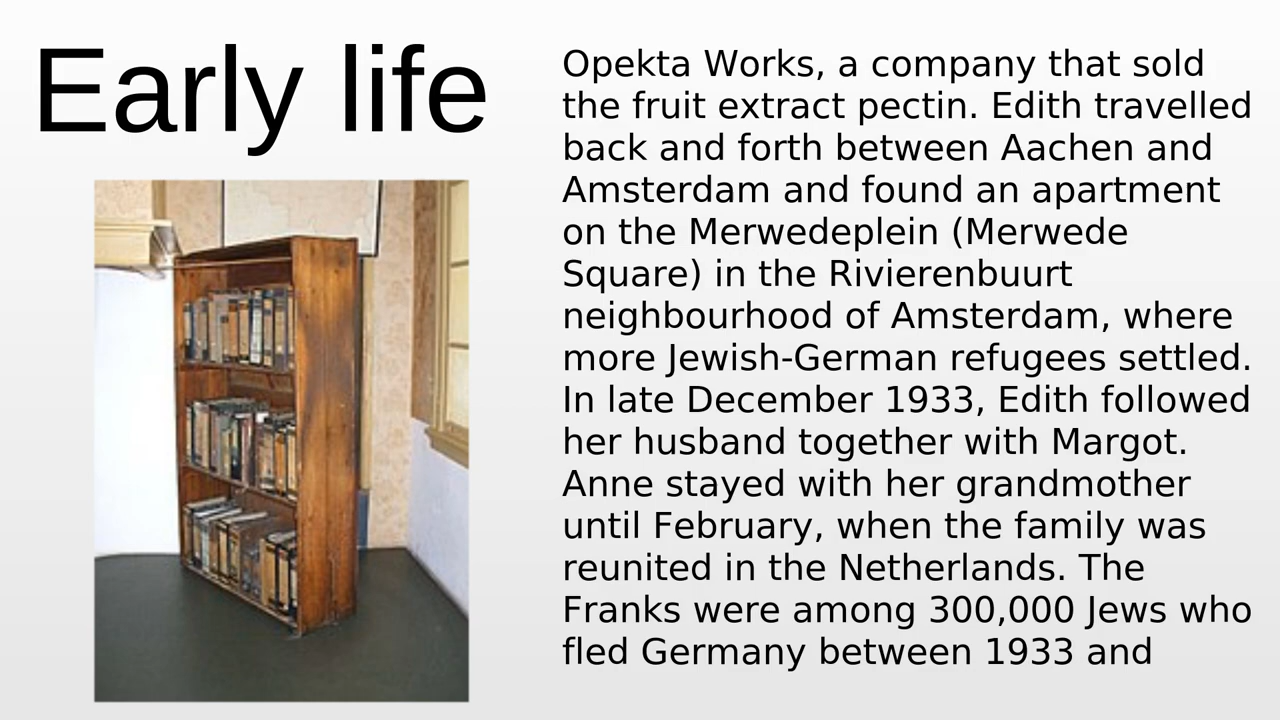 Early life
Opekta Works, a company that sold
the fruit extract pectin. Edith travelled
back and forth between Aachen and
Amsterdam and found an apartment
on the Merwedeplein (Merwede
Square) in the Rivierenbuurt
neighbourhood of Amsterdam, where
more Jewish-German refugees settled.
In late December 1933, Edith followed
her husband together with Margot.
Anne stayed with her grandmother
until February, when the family was
reunited in the Netherlands. The
Franks were among 300,000 Jews who
fled Germany between 1933 and